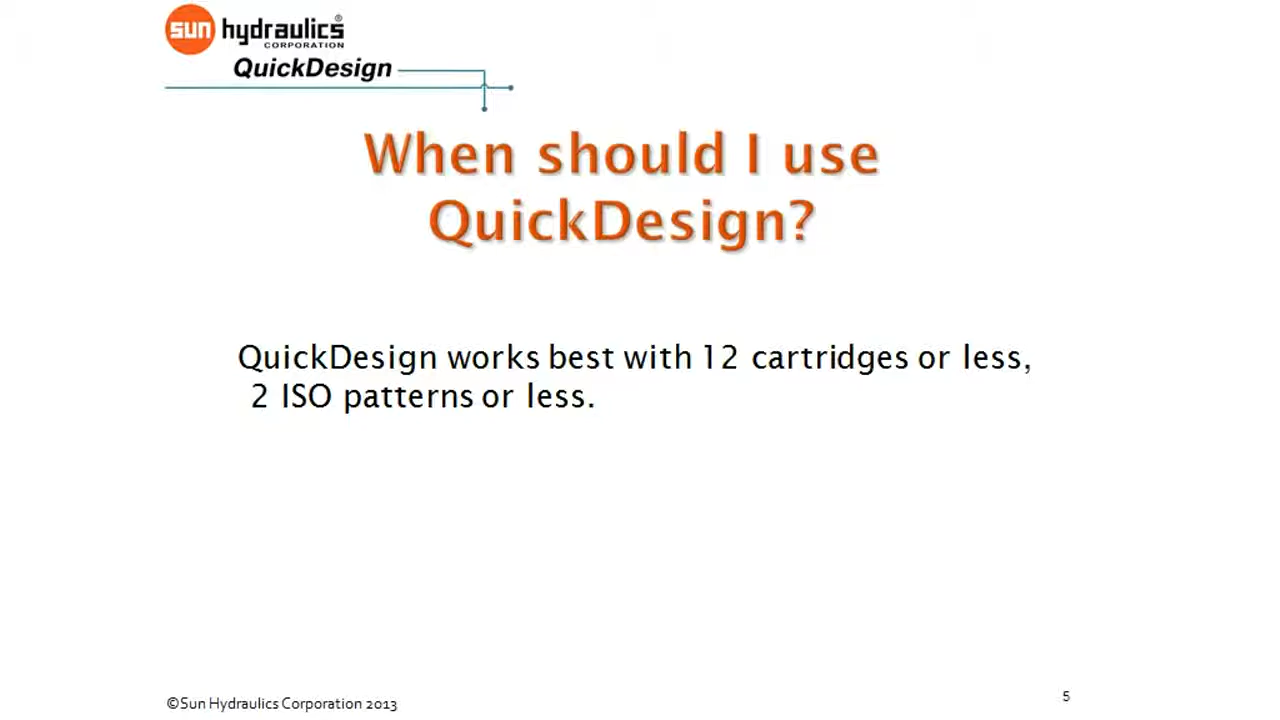 sun hydraulics®
CORPORATION
QuickDesign
When should I use
QuickDesign?
QuickDesign works best with 12 cartridges or less,
2 ISO patterns or less.
©Sun Hydraulics Corporation 2013
5